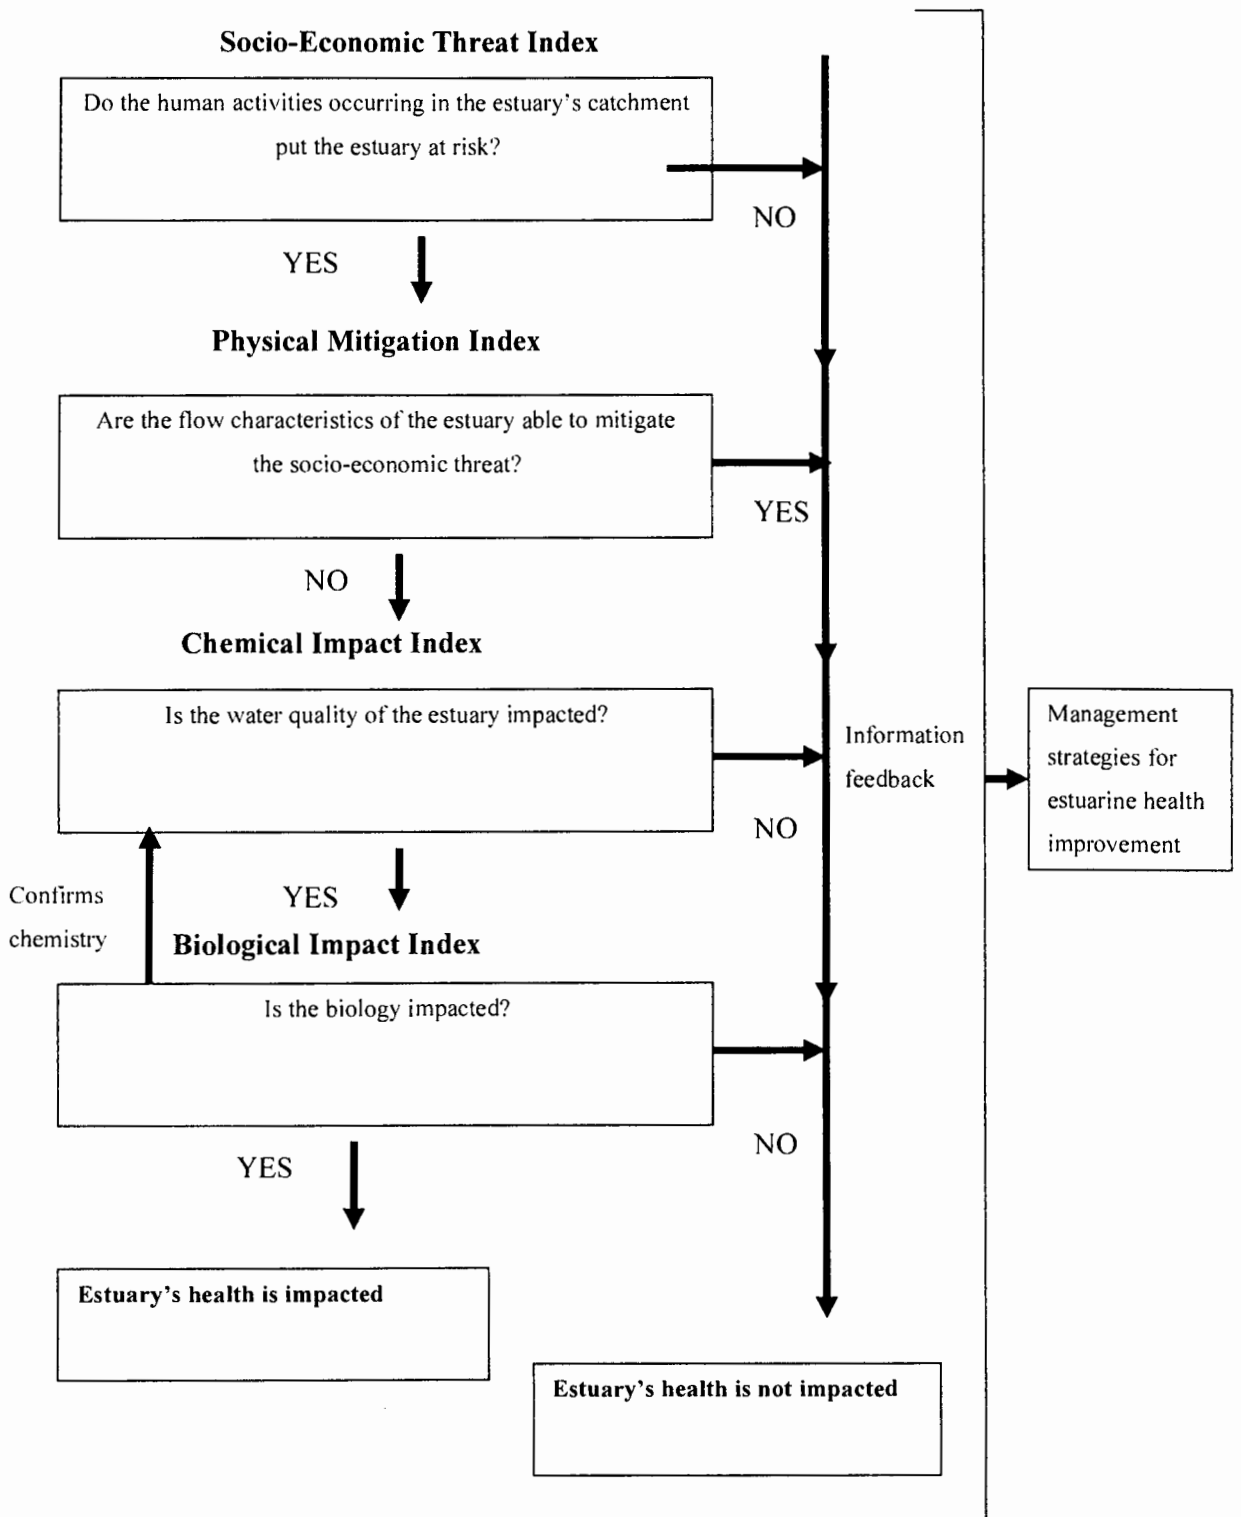 Socio-Economic Threat Index
Do the human activities occurring in the estuary's catchment
put the estuary at risk?
NO
YES
Physical Mitigation Index
Are the flow characteristics of the estuary able to mitigate
the socio-economic threat?
YES
NO
Chemical Impact Index
Is the water quality of the estuary impacted?
Information
feedback
NO
Management
strategies for
estuarine health
improvement
Confirms
chemistry
YES
Biological Impact Index
Is the biology impacted?
NO
YES
Estuary's health is impacted
Estuary's health is not impacted